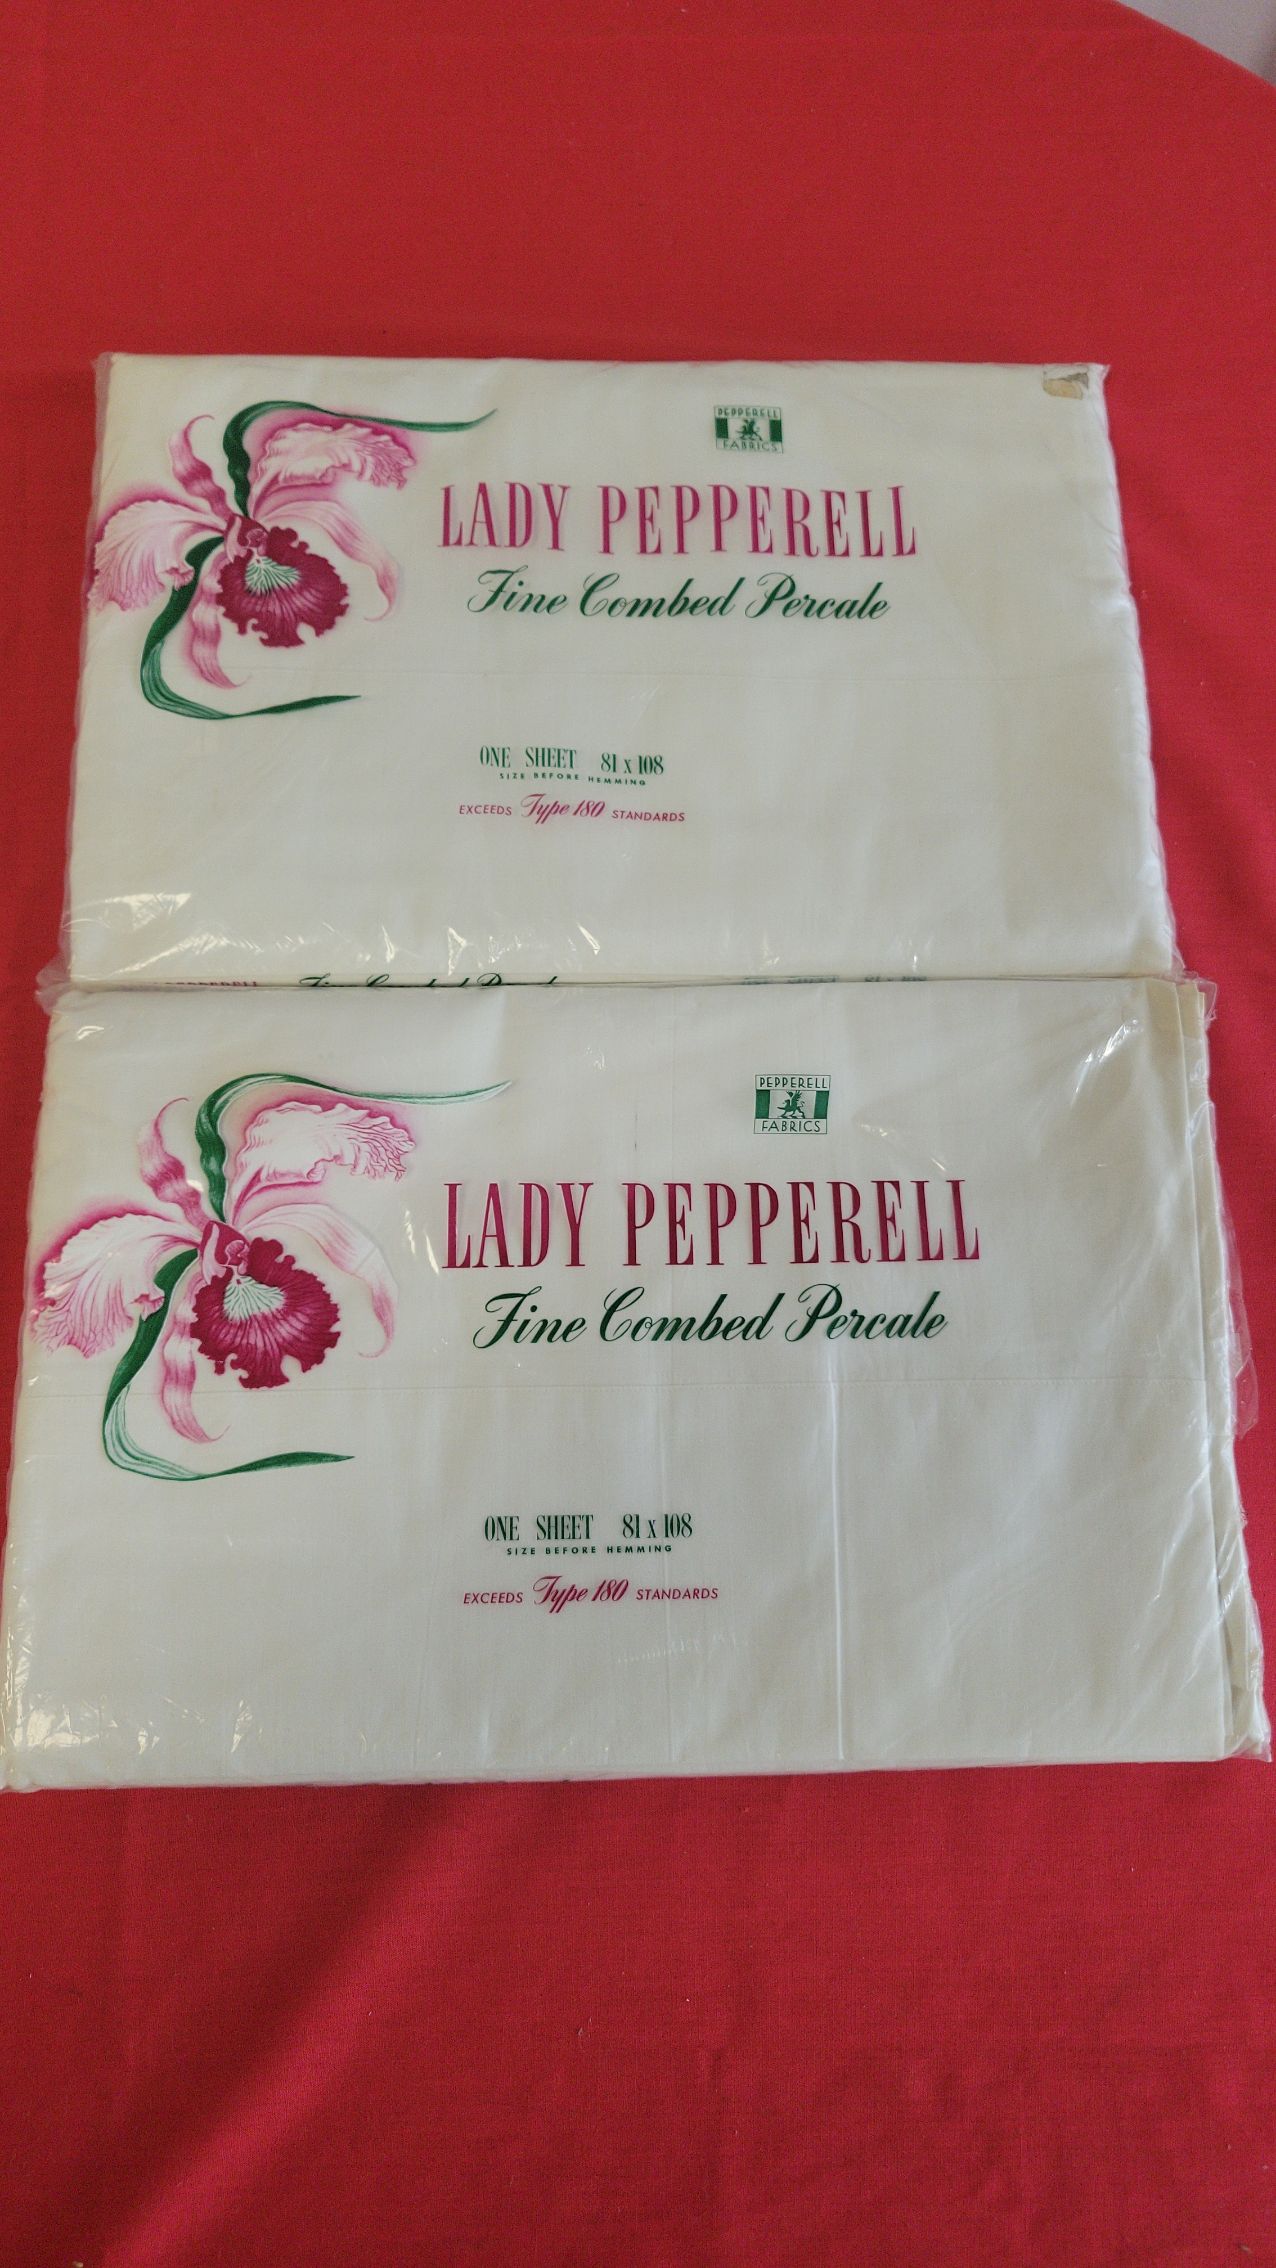 PEPPERELL
FABRICS
LADY PEPPERELL
Fine Combed Percale
ONE SHEET 81 x 108
SIZE BEFORE HEMMING
EXCEEDS Type 180 STANDARDS
PEPPERELL
FABRICS
LADY PEPPERELL
Fine Combed Percale
ONE SHEET 81 x 108
SIZE BEFORE HEMMING
EXCEEDS Type 180 STANDARDS